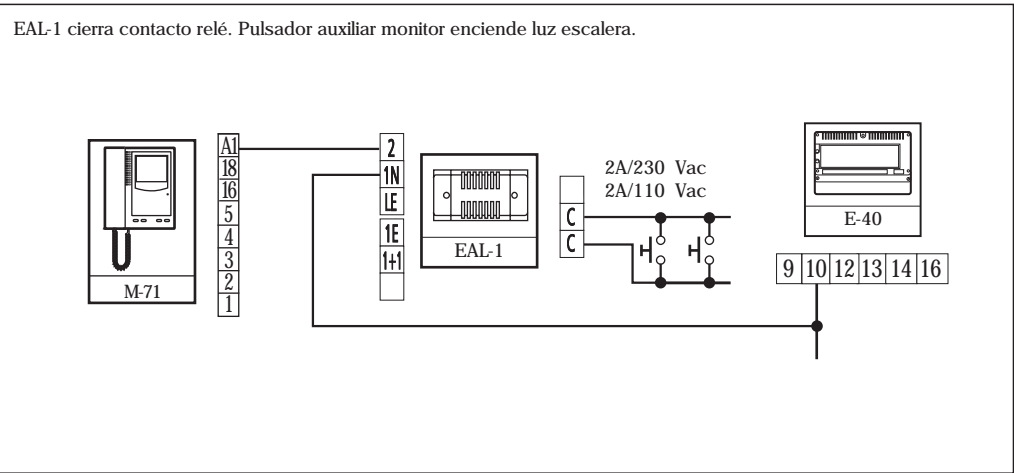 EAL-1 cierra contacto relé. Pulsador auxiliar monitor enciende luz escalera.
M-71
A1
18
16
5
4
3
2
1
2
1N
LE
1E
1+1
EAL-1
C
C
2A/230 Vac
2A/110 Vac
E-40
9 10 12 13 14 16